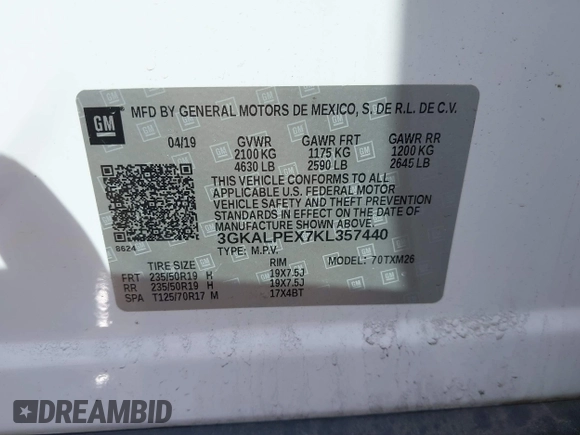 GM
MFD BY GENERAL MOTORS DE MEXICO, S. DE R.L. DE C.V.
04/19 GVWR GAWR FRT GAWR RR
2100 KG 1175 KG 1200 KG
4630 LB 2590 LB 2645 LB
THIS VEHICLE CONFORMS TO ALL
APPLICABLE U.S. FEDERAL MOTOR
VEHICLE SAFETY AND THEFT PREVENTION
STANDARDS IN EFFECT ON THE DATE OF
MANUFACTURE SHOWN ABOVE.
8624
3GKALPEX7KL357440
TYPE: M.P.V. MODEL: 70TXM26
TIRE SIZE RIM
FRT 235/50R19 H 19X7.5J
RR 235/50R19 H 19X7.5J
SPA T125/70R17 M 17X4BT
DREAMBID